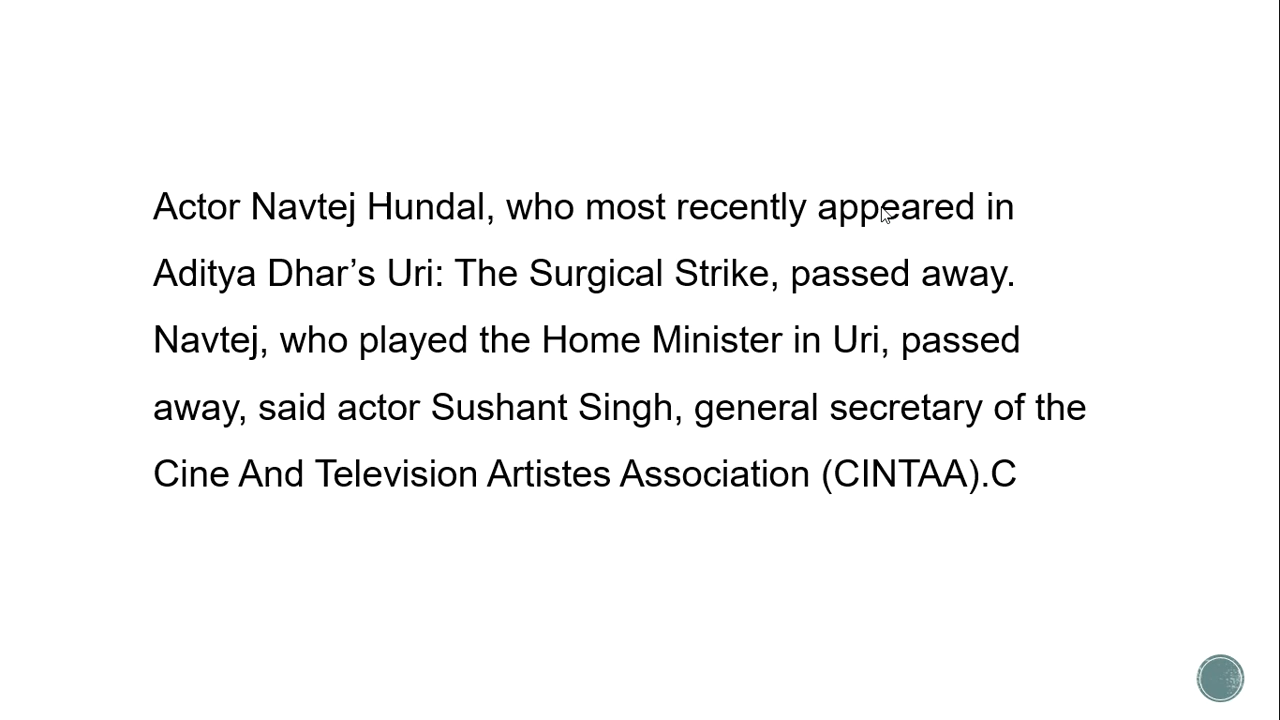 Actor Navtej Hundal, who most recently appeared in
Aditya Dhar’s Uri: The Surgical Strike, passed away.
Navtej, who played the Home Minister in Uri, passed
away, said actor Sushant Singh, general secretary of the
Cine And Television Artistes Association (CINTAA).C